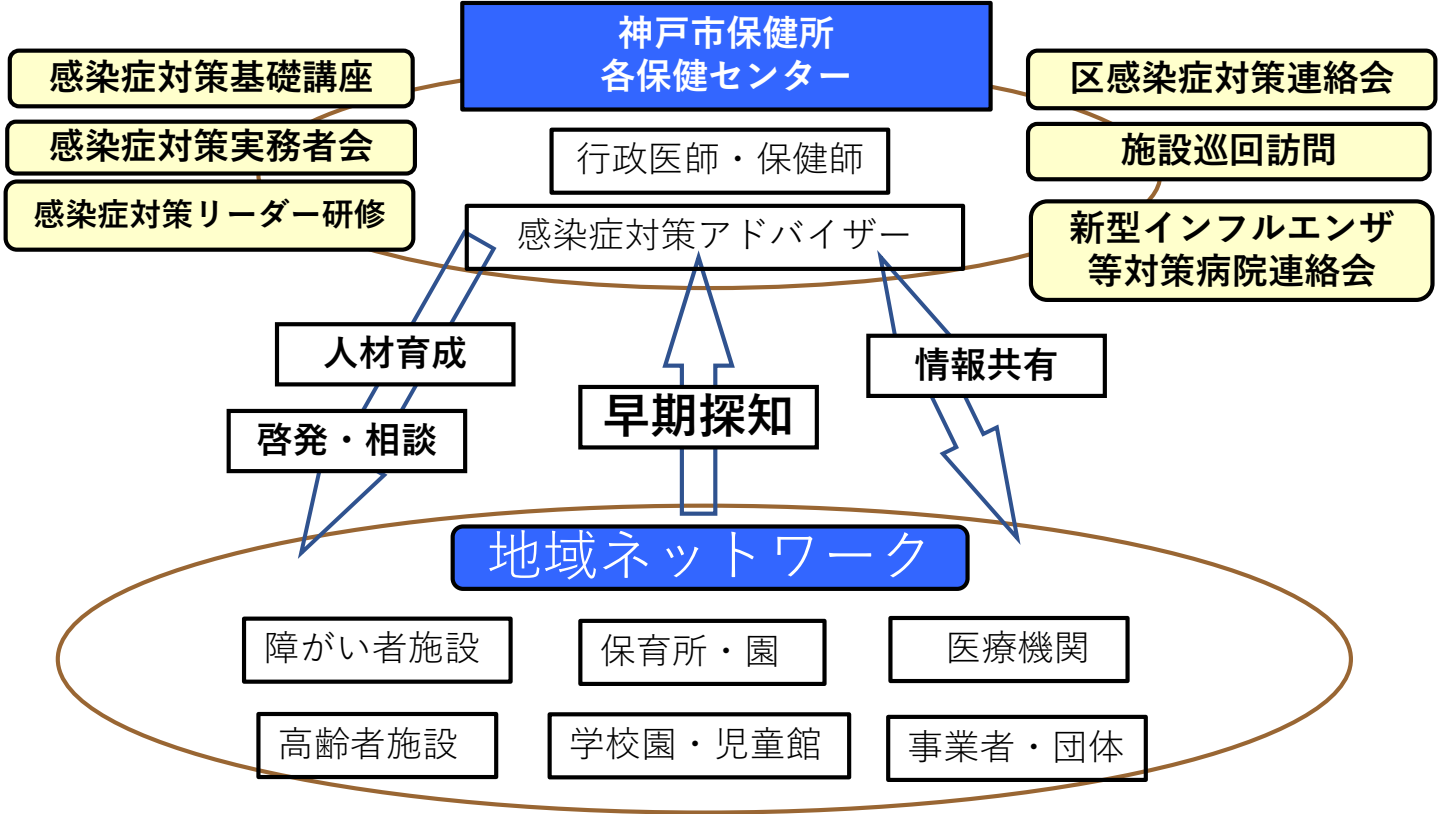 神戸市保健所
各保健センター
感染症対策基礎講座
感染症対策実務者会
感染症対策リーダー研修
区感染症対策連絡会
施設巡回訪問
新型インフルエンザ
等対策病院連絡会
行政医師・保健師
感染症対策アドバイザー
人材育成
啓発・相談
早期探知
情報共有
地域ネットワーク
障がい者施設
保育所・園
医療機関
高齢者施設
学校園・児童館
事業者・団体